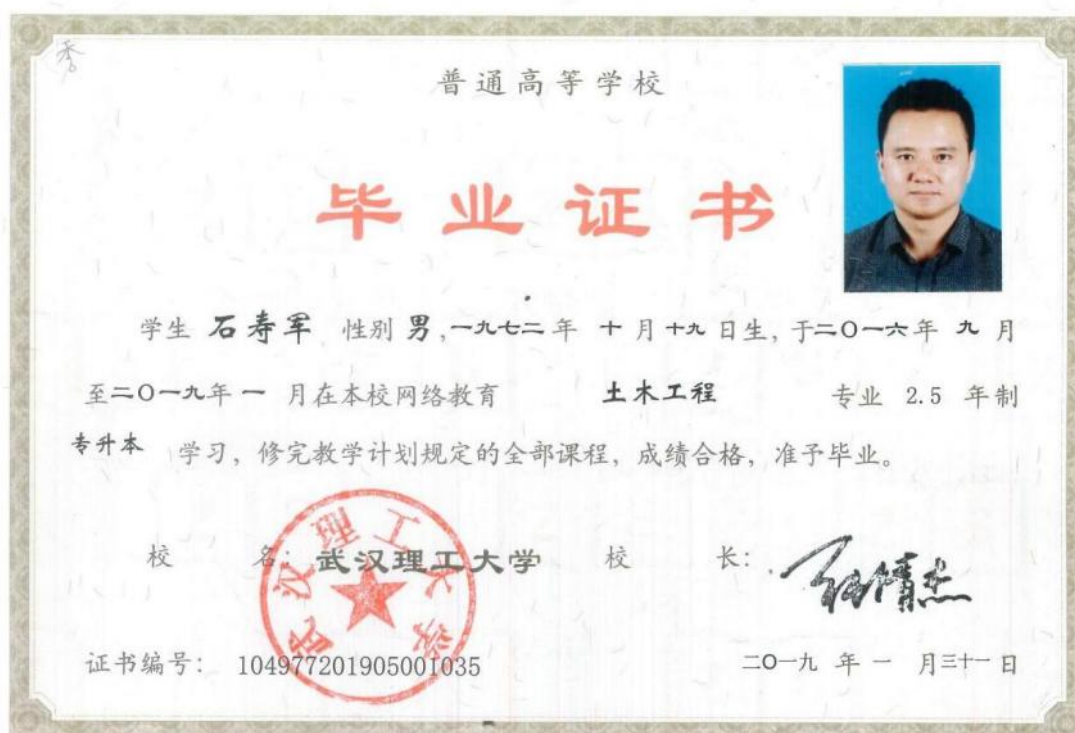 普通高等学校
毕业证书
学生 石寿军 性别 男,一九七二年 十月十九日生,于二〇一六年 九月
至二〇一九年 一 月在本校网络教育 土木工程 专业 2.5 年制
专升本 学习,修完教学计划规定的全部课程,成绩合格,准予毕业。
校 名: 武汉理工大学 校 长:
武汉理工大学
证书编号: 104977201905001035 二〇一九 年 一 月三十一日